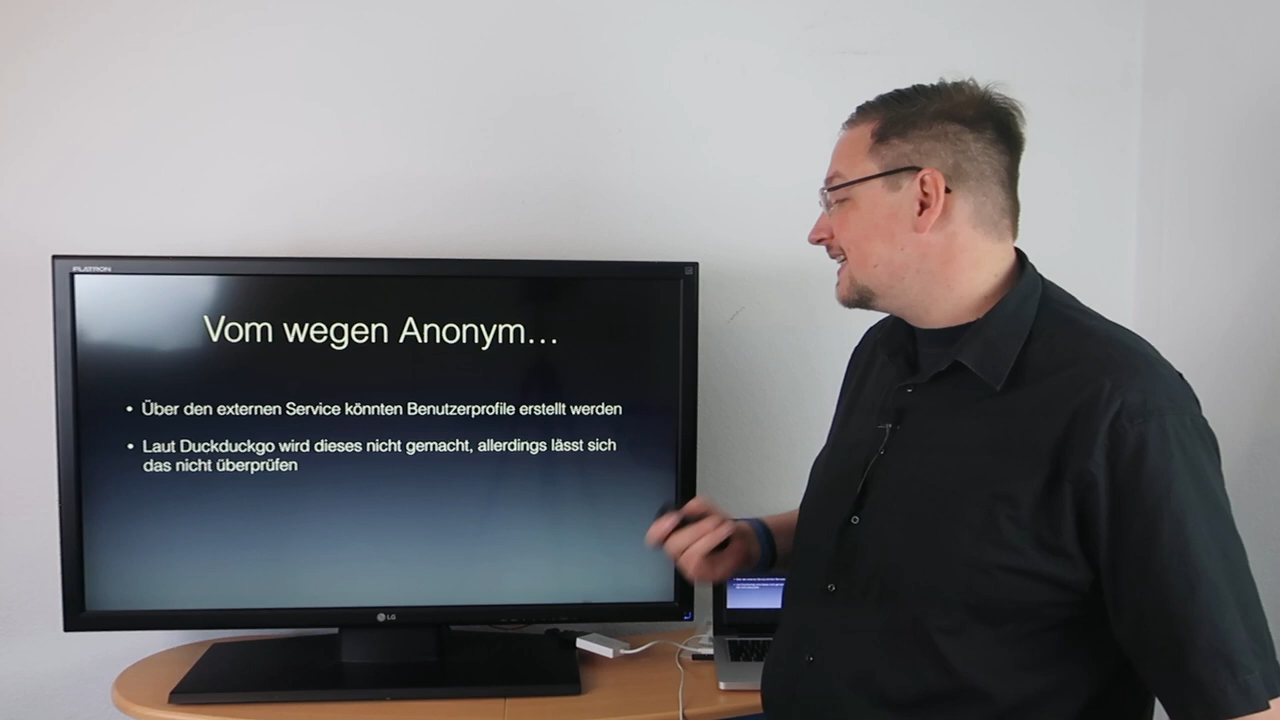 FLATRON
Vom wegen Anonym…
• Über den externen Service könnten Benutzerprofile erstellt werden
• Laut Duckduckgo wird dieses nicht gemacht, allerdings lässt sich
das nicht überprüfen
LG